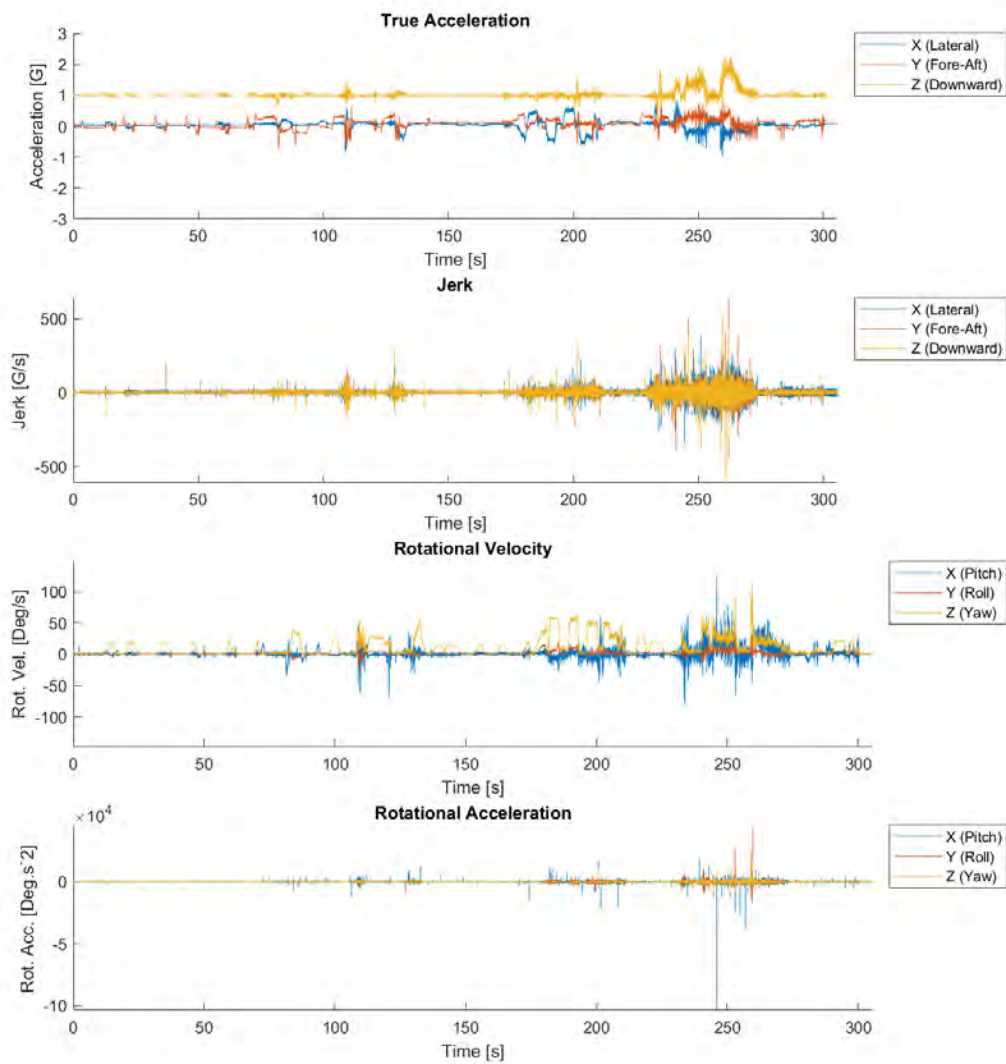 True Acceleration
3
2
1
0
-1
-2
-3
Acceleration [G]
0 50 100 150 200 250 300
Time [s]
X (Lateral)
Y (Fore-Aft)
Z (Downward)
Jerk
500
0
-500
Jerk [G/s]
0 50 100 150 200 250 300
Time [s]
X (Lateral)
Y (Fore-Aft)
Z (Downward)
Rotational Velocity
100
50
0
-50
-100
Rot. Vel. [Deg/s]
0 50 100 150 200 250 300
Time [s]
X (Pitch)
Y (Roll)
Z (Yaw)
×10^4
Rotational Acceleration
0
-5
-10
Rot. Acc. [Deg.s^2]
0 50 100 150 200 250 300
Time [s]
X (Pitch)
Y (Roll)
Z (Yaw)